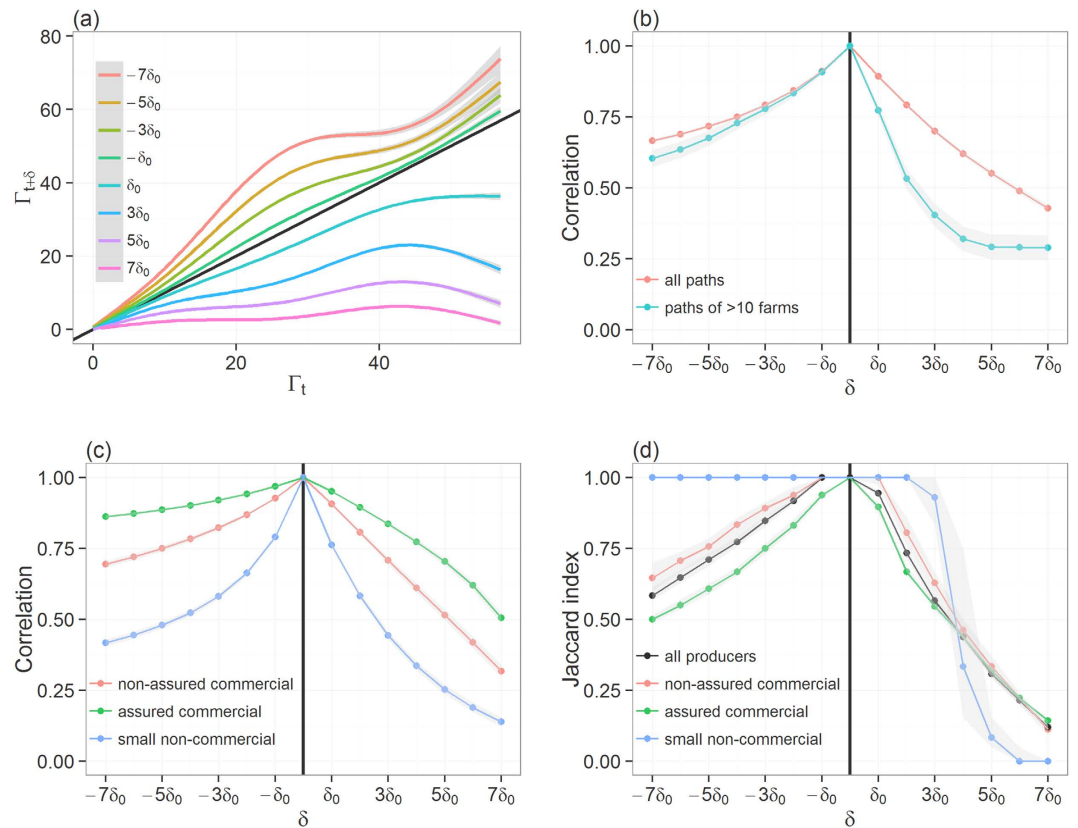 (a)
80
60
40
20
0
Γt+δ
−7δ0
−5δ0
−3δ0
−δ0
δ0
3δ0
5δ0
7δ0
0
20
40
Γt
(b)
1.00
0.75
0.50
0.25
0.00
Correlation
all paths
paths of >10 farms
−7δ0
−5δ0
−3δ0
−δ0
δ0
3δ0
5δ0
7δ0
δ
(c)
1.00
0.75
0.50
0.25
0.00
Correlation
non-assured commercial
assured commercial
small non-commercial
−7δ0
−5δ0
−3δ0
−δ0
δ0
3δ0
5δ0
7δ0
δ
(d)
1.00
0.75
0.50
0.25
0.00
Jaccard index
all producers
non-assured commercial
assured commercial
small non-commercial
−7δ0
−5δ0
−3δ0
−δ0
δ0
3δ0
5δ0
7δ0
δ